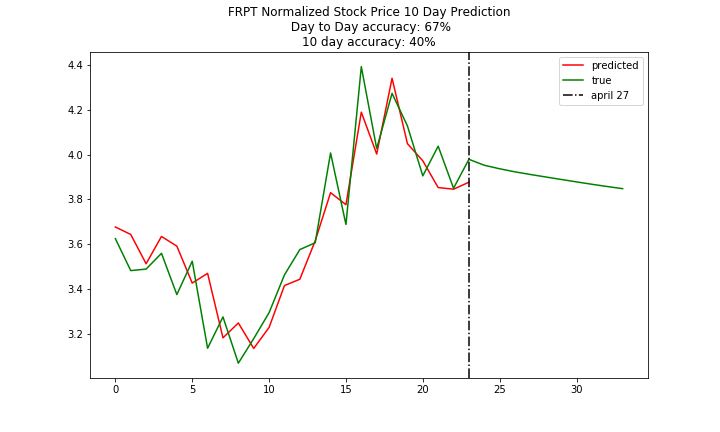 FRPT Normalized Stock Price 10 Day Prediction
Day to Day accuracy: 67%
10 day accuracy: 40%
predicted
true
april 27
4.4
4.2
4.0
3.8
3.6
3.4
3.2
0 5 10 15 20 25 30